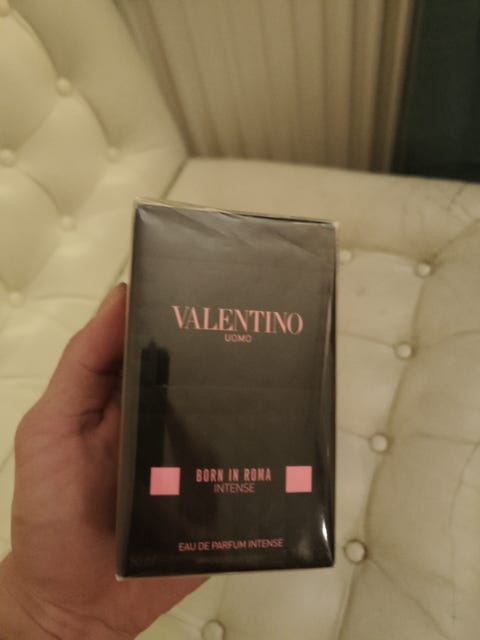 VALENTINO
UOMO
BORN IN ROMA
INTENSE
EAU DE PARFUM INTENSE